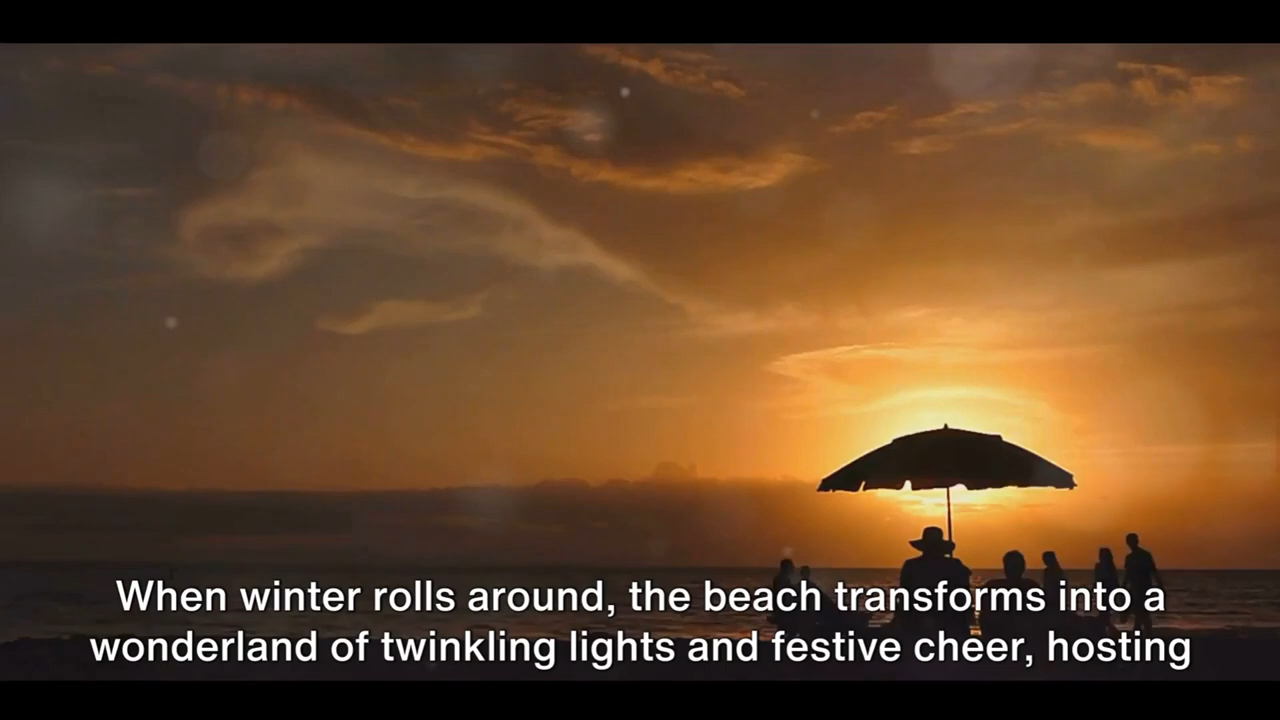 When winter rolls around, the beach transforms into a
wonderland of twinkling lights and festive cheer, hosting